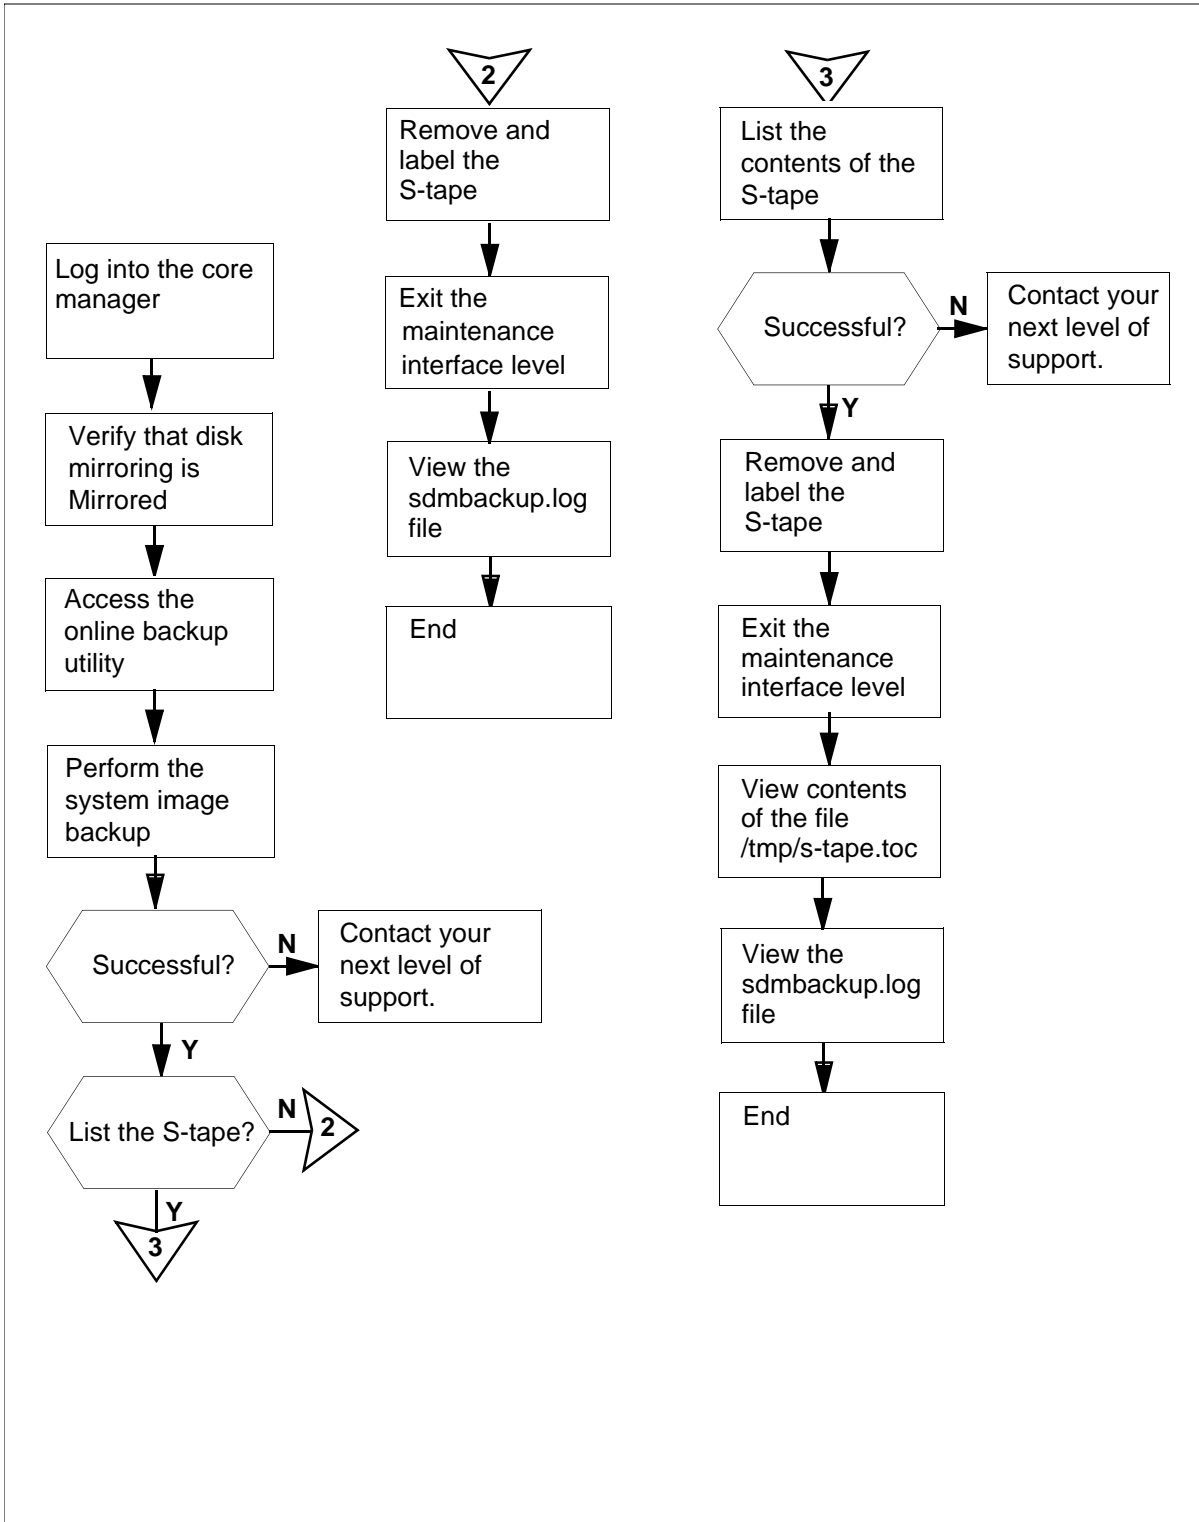 Log into the core
manager
Verify that disk
mirroring is
Mirrored
Access the
online backup
utility
Perform the
system image
backup
Successful?
N
Contact your
next level of
support.
Y
List the S-tape?
N
2
Y
3
2
Remove and
label the
S-tape
Exit the
maintenance
interface level
View the
sdmbackup.log
file
End
3
List the
contents of the
S-tape
Successful?
N
Contact your
next level of
support.
Y
Remove and
label the
S-tape
Exit the
maintenance
interface level
View contents
of the file
/tmp/s-tape.toc
View the
sdmbackup.log
file
End